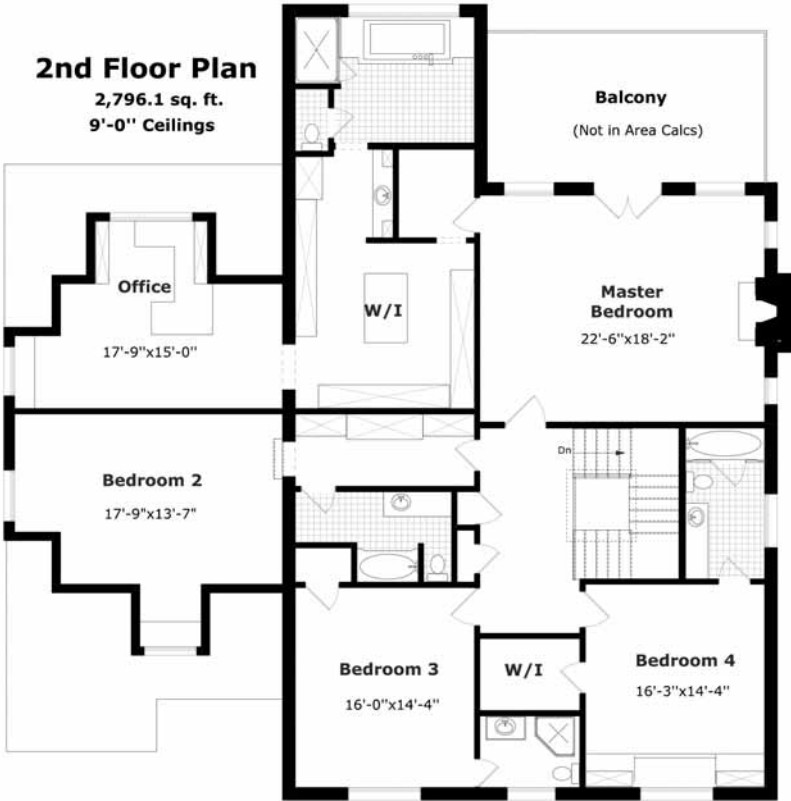 2nd Floor Plan
2,796.1 sq. ft.
9'-0'' Ceilings
Balcony
(Not in Area Calcs)
Office
17'-9"x15'-0"
W/I
Master
Bedroom
22'-6"x18'-2"
Bedroom 2
17'-9"x13'-7"
Dn
Bedroom 3
16'-0"x14'-4"
W/I
Bedroom 4
16'-3"x14'-4"